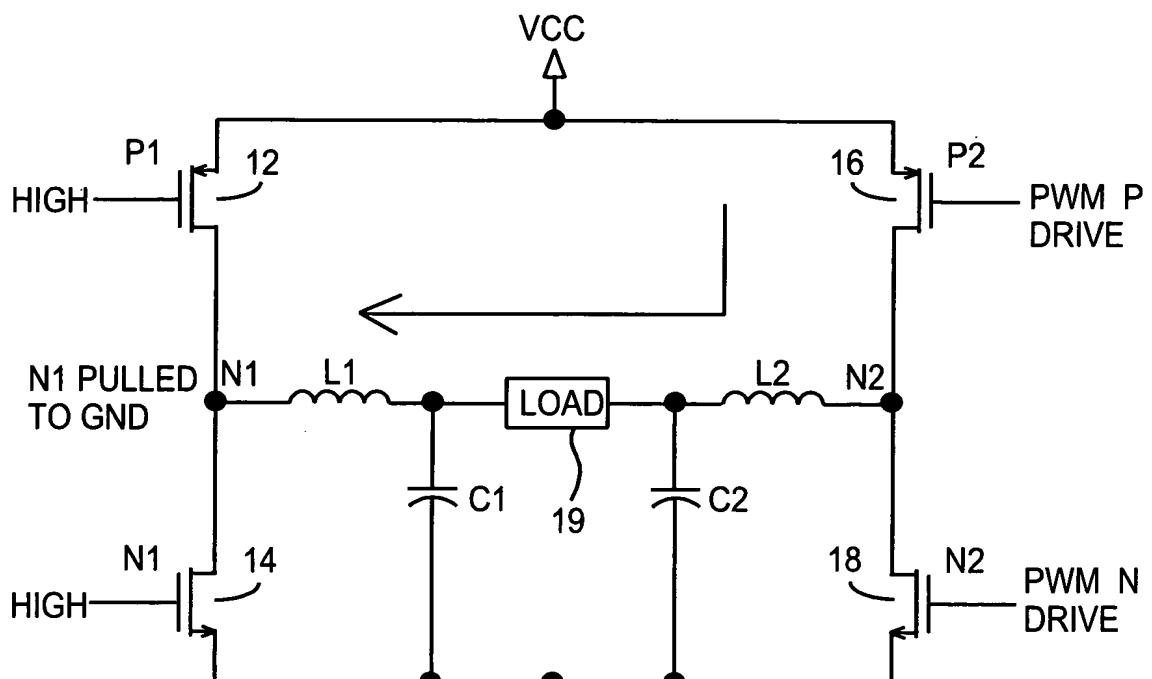 VCC
P1
12
16
P2
HIGH
PWM P
DRIVE
N1 PULLED
TO GND
N1
L1
LOAD
L2
N2
C1
19
C2
N1
14
18
N2
HIGH
PWM N
DRIVE